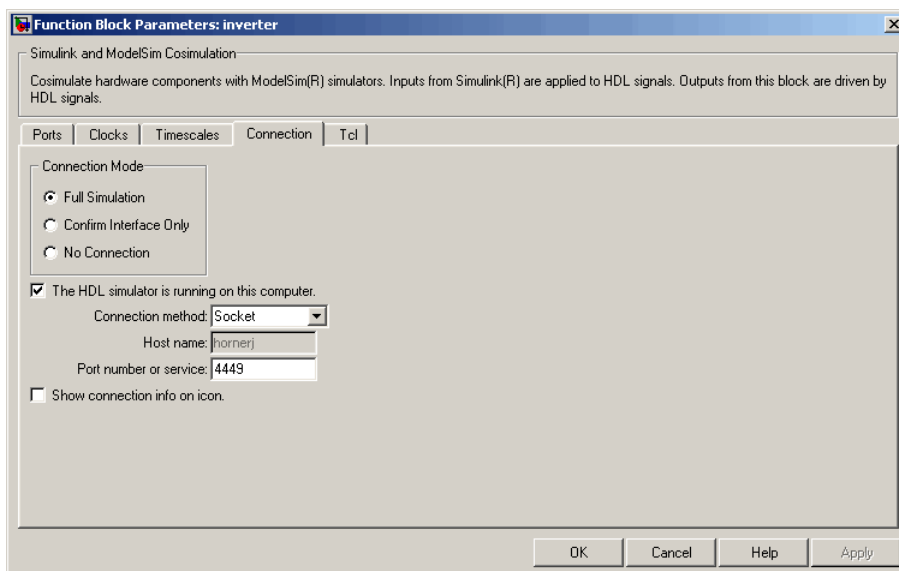 Function Block Parameters: inverter
Simulink and ModelSim Cosimulation
Cosimulate hardware components with ModelSim(R) simulators. Inputs from Simulink(R) are applied to HDL signals. Outputs from this block are driven by
HDL signals.
Ports Clocks Timescales Connection Tcl
Connection Mode
Full Simulation
Confirm Interface Only
No Connection
The HDL simulator is running on this computer.
Connection method: Socket
Host name: hornerj
Port number or service: 4449
Show connection info on icon.
OK Cancel Help Apply